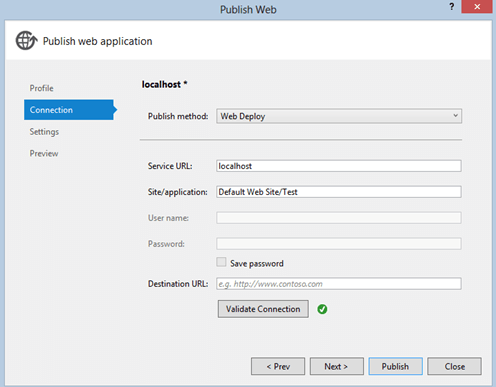 Publish Web
? ×
Publish web application
Profile
Connection
Settings
Preview
localhost *
Publish method: Web Deploy
Service URL: localhost
Site/application: Default Web Site/Test
User name:
Password:
Save password
Destination URL: e.g. http://www.contoso.com
Validate Connection
< Prev Next > Publish Close